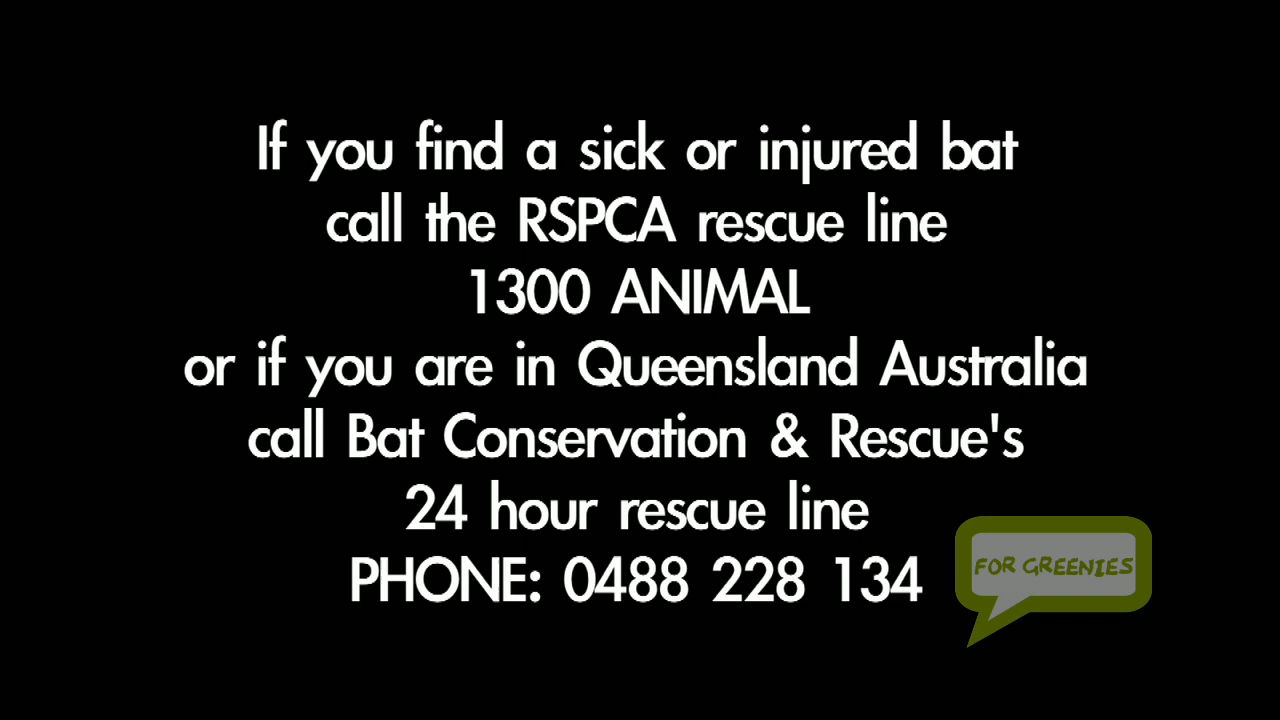 If you find a sick or injured bat
call the RSPCA rescue line
1300 ANIMAL
or if you are in Queensland Australia
call Bat Conservation & Rescue's
24 hour rescue line
PHONE: 0488 228 134
FOR GREENIES